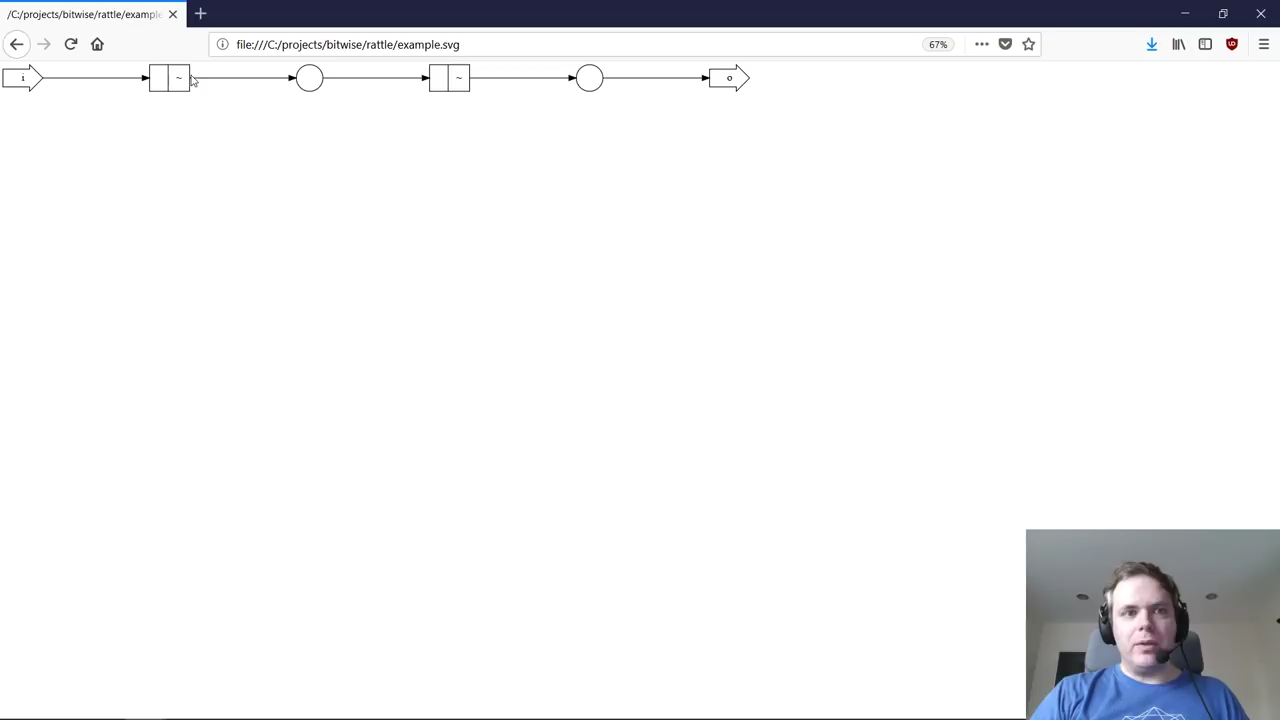 /C:/projects/bitwise/rattle/example
file:///C:/projects/bitwise/rattle/example.svg
67%
i ~ ~ o